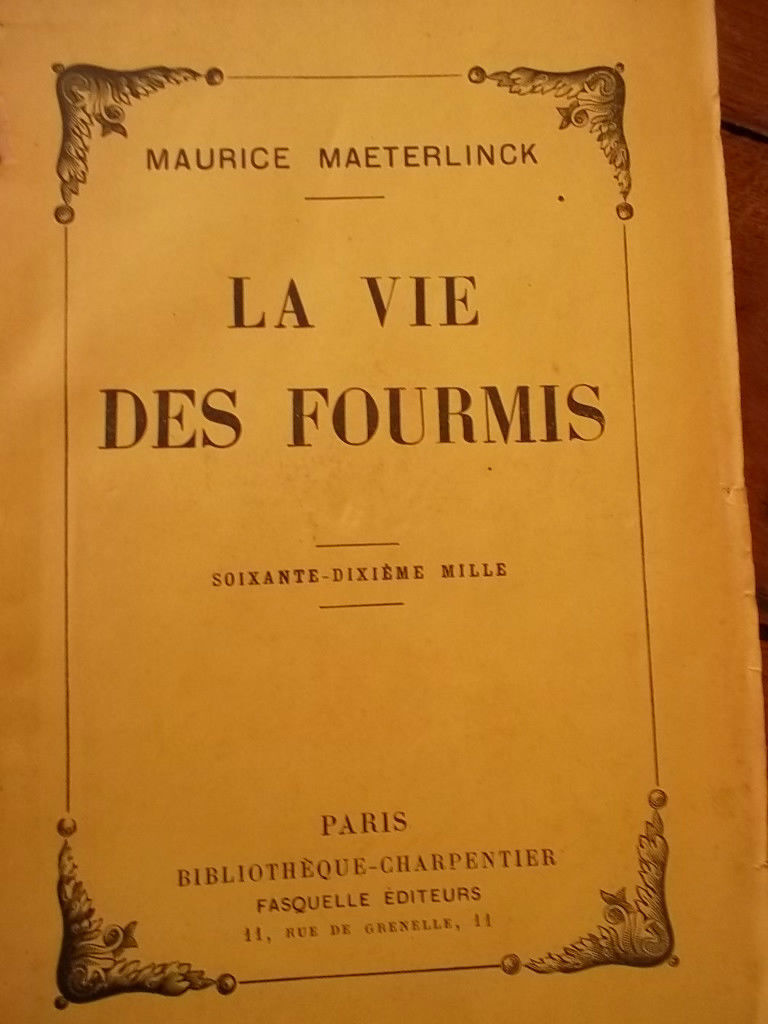 MAURICE MAETERLINCK
LA VIE
DES FOURMIS
SOIXANTE-DIXIÈME MILLE
PARIS
BIBLIOTHÈQUE-CHARPENTIER
FASQUELLE ÉDITEURS
11, RUE DE GRENELLE, 11